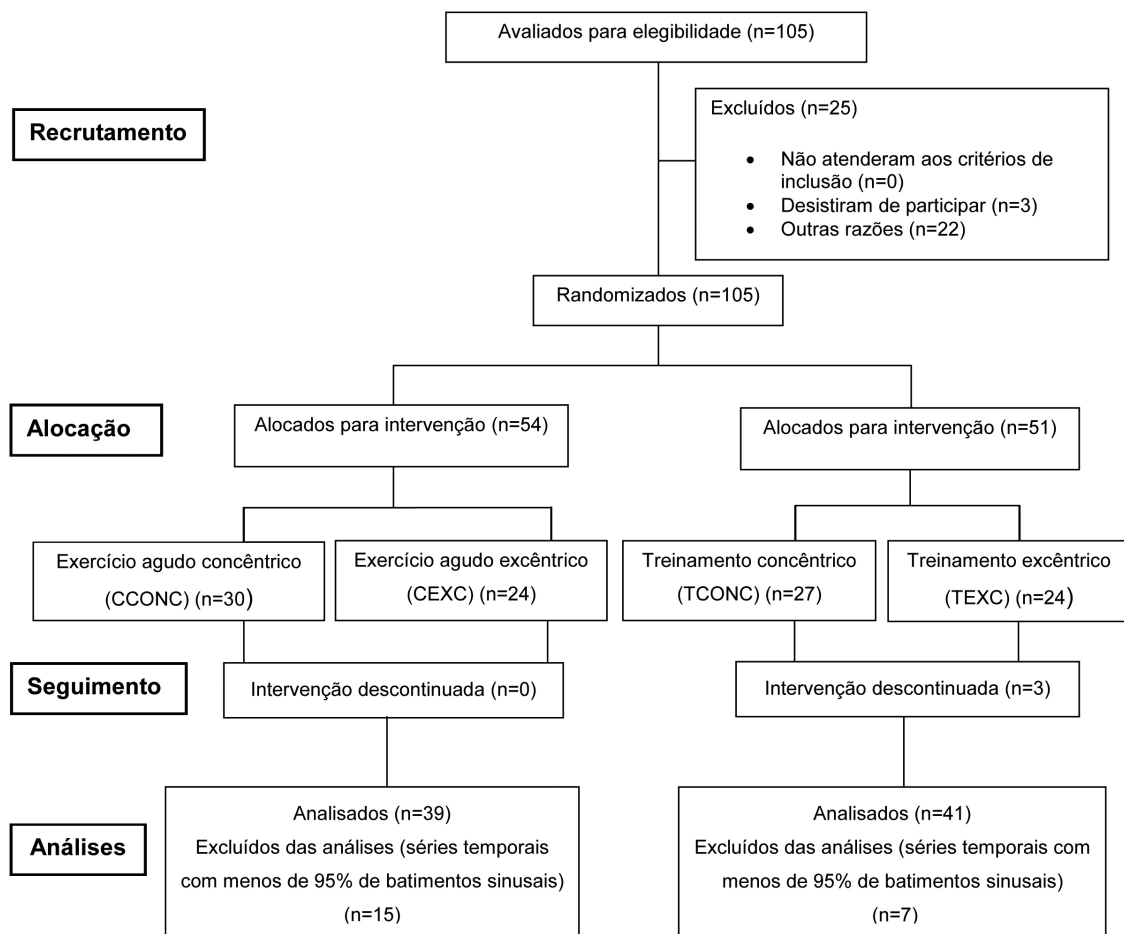 Avaliados para elegibilidade (n=105)
Recrutamento
Excluídos (n=25)
• Não atenderam aos critérios de
inclusão (n=0)
• Desistiram de participar (n=3)
• Outras razões (n=22)
Randomizados (n=105)
Alocação
Alocados para intervenção (n=54)
Alocados para intervenção (n=51)
Exercício agudo concêntrico
(CCONC) (n=30)
Exercício agudo excêntrico
(CEXC) (n=24)
Treinamento concêntrico
(TCONC) (n=27)
Treinamento excêntrico
(TEXC) (n=24)
Seguimento
Intervenção descontinuada (n=0)
Intervenção descontinuada (n=3)
Análises
Analisados (n=39)
Excluídos das análises (séries temporais
com menos de 95% de batimentos sinusais)
(n=15)
Analisados (n=41)
Excluídos das análises (séries temporais com
menos de 95% de batimentos sinusais)
(n=7)